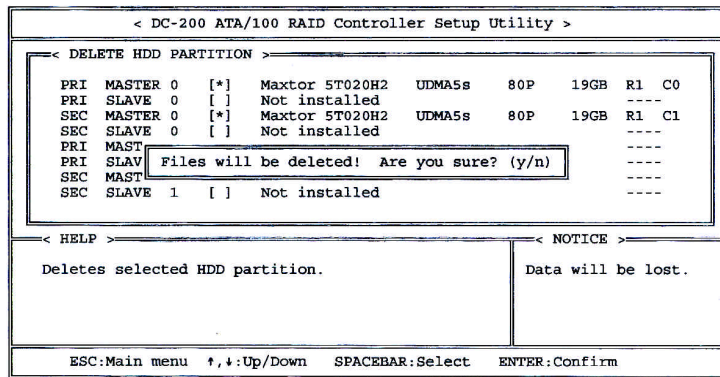 < DC-200 ATA/100 RAID Controller Setup Utility >
< DELETE HDD PARTITION >
PRI MASTER 0 [*] Maxtor 5T020H2 UDMA5s 80P 19GB R1 C0
PRI SLAVE 0 [ ] Not installed ----
SEC MASTER 0 [*] Maxtor 5T020H2 UDMA5s 80P 19GB R1 C1
SEC SLAVE 0 [ ] Not installed ----
PRI MAST ----
PRI SLAV ----
SEC MAST ----
Files will be deleted! Are you sure? (y/n)
SEC SLAVE 1 [ ] Not installed ----
< HELP >
Deletes selected HDD partition.
< NOTICE >
Data will be lost.
ESC:Main menu ↑,↓:Up/Down SPACEBAR:Select ENTER:Confirm